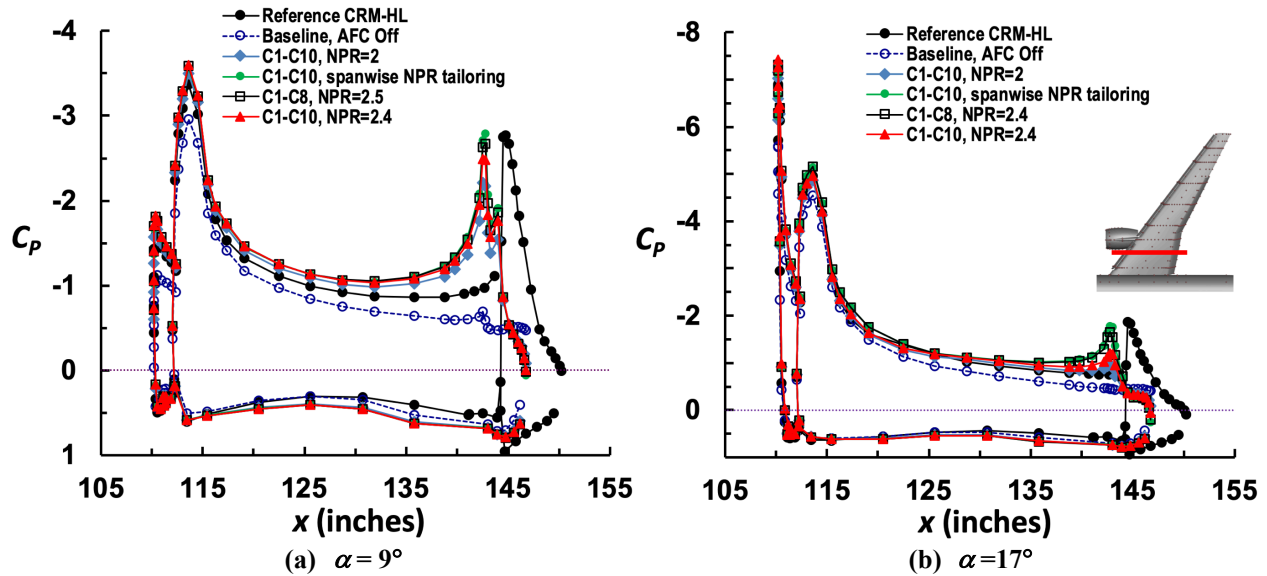 -4
-3
-2
-1
0
1
C_P
105
115
125
135
145
155
x (inches)
Reference CRM-HL
Baseline, AFC Off
C1-C10, NPR=2
C1-C10, spanwise NPR tailoring
C1-C8, NPR=2.5
C1-C10, NPR=2.4
(a) α = 9°
-8
-6
-4
-2
0
C_P
105
115
125
135
145
155
x (inches)
Reference CRM-HL
Baseline, AFC Off
C1-C10, NPR=2
C1-C10, spanwise NPR tailoring
C1-C8, NPR=2.4
C1-C10, NPR=2.4
(b) α =17°